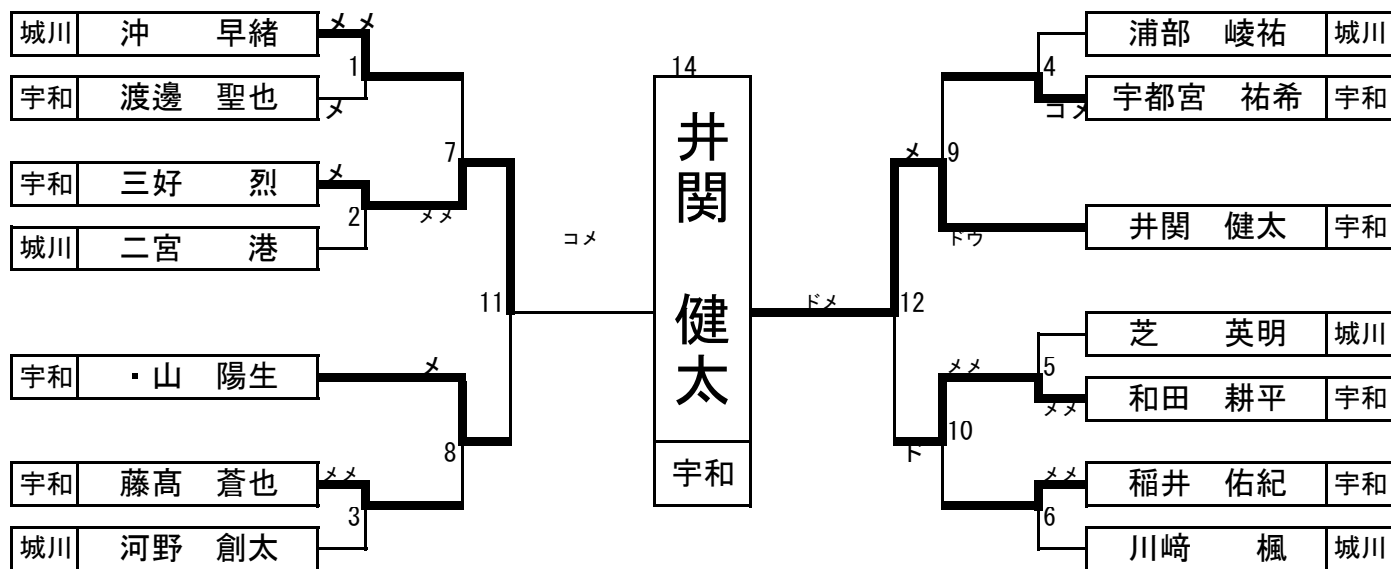 城川 沖 早緒
メメ
1
宇和 渡邊 聖也
メ
7
宇和 三好 烈
メ
2
メメ
城川 二宮 港
11
コメ
宇和 ・山 陽生
メ
8
宇和 藤髙 蒼也
メメ
3
城川 河野 創太
14
井関 健太
宇和
浦部 崚祐 城川
4
宇都宮 祐希 宇和
コメ
メ
9
井関 健太 宇和
ドウ
ドメ
12
芝 英明 城川
メメ
5
和田 耕平 宇和
メメ
10
ド
稲井 佑紀 宇和
メメ
6
川﨑 楓 城川